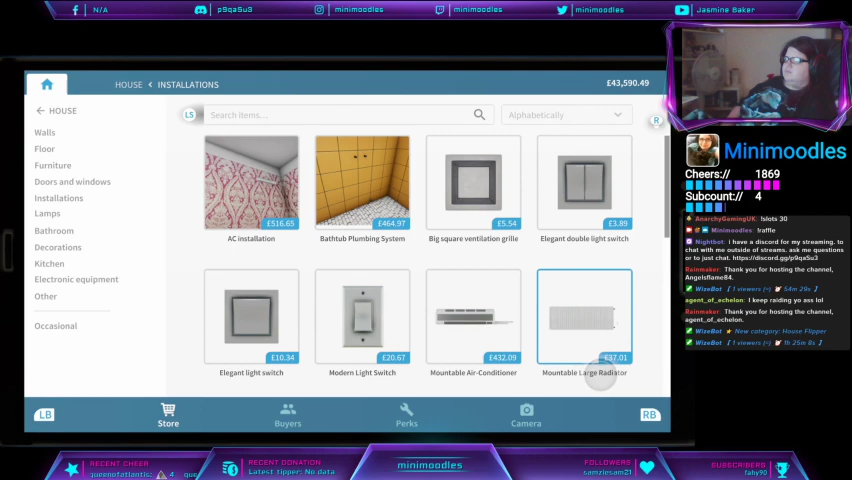 N/A
p9qaSu3
minimoodles
minimoodles
minimoodles
Jasmine Baker
HOUSE < INSTALLATIONS
£43,590.49
← HOUSE
LS
Search items...
Alphabetically
R
Walls
Floor
Furniture
Doors and windows
Installations
Lamps
Bathroom
Decorations
Kitchen
Electronic equipment
Other
Occasional
£516.65
£464.97
£5.54
£3.89
AC installation
Bathtub Plumbing System
Big square ventilation grille
Elegant double light switch
£10.34
£20.67
£432.09
£37.01
Elegant light switch
Modern Light Switch
Mountable Air-Conditioner
Mountable Large Radiator
LB
Store
Buyers
Perks
Camera
RB
Minimoodles
Cheers// 1869
Subcount// 4
AnarchyGamingUK: !slots 30
Minimoodles: !raffle
Nightbot: i have a discord for my streaming. to
chat with me outside of streams. ask me questions
or to just chat. https://discord.gg/p9qaSu3
Rainmaker: Thank you for hosting the channel,
Angelsflame84.
WizeBot [ 1 viewers (=) 54m 29s ]
agent_of_echelon: I keep raiding yo ass lol
Rainmaker: Thank you for hosting the channel,
agent_of_echelon.
WizeBot New category: House Flipper
WizeBot [ 1 viewers (=) 1h 25m 8s ]
RECENT CHEER
queenofatlantis: 4 que
RECENT DONATION
Latest tipper: No data
minimoodles
FOLLOWERS
samziesam21
SUBSCRIBERS
fahy90